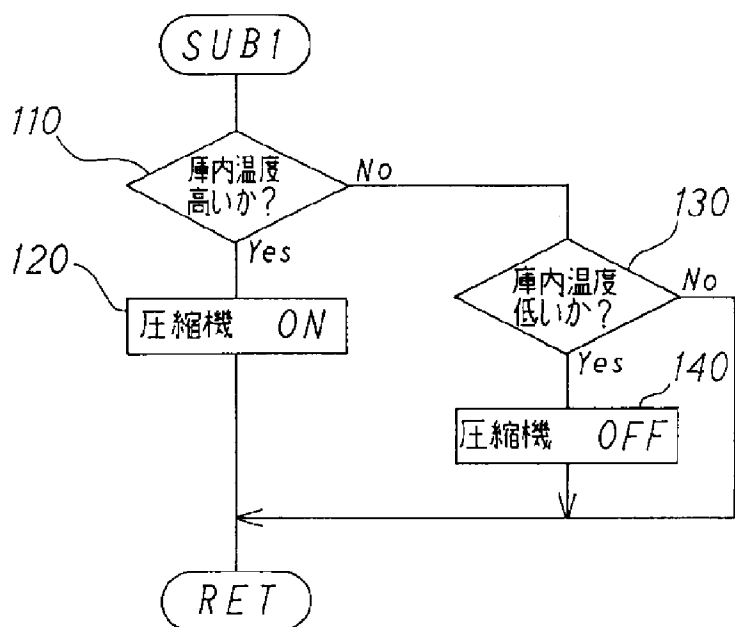 SUB1
110
庫内温度
高いか?
No
Yes
130
庫内温度
低いか?
No
Yes
120
圧縮機 ON
140
圧縮機 OFF
RET